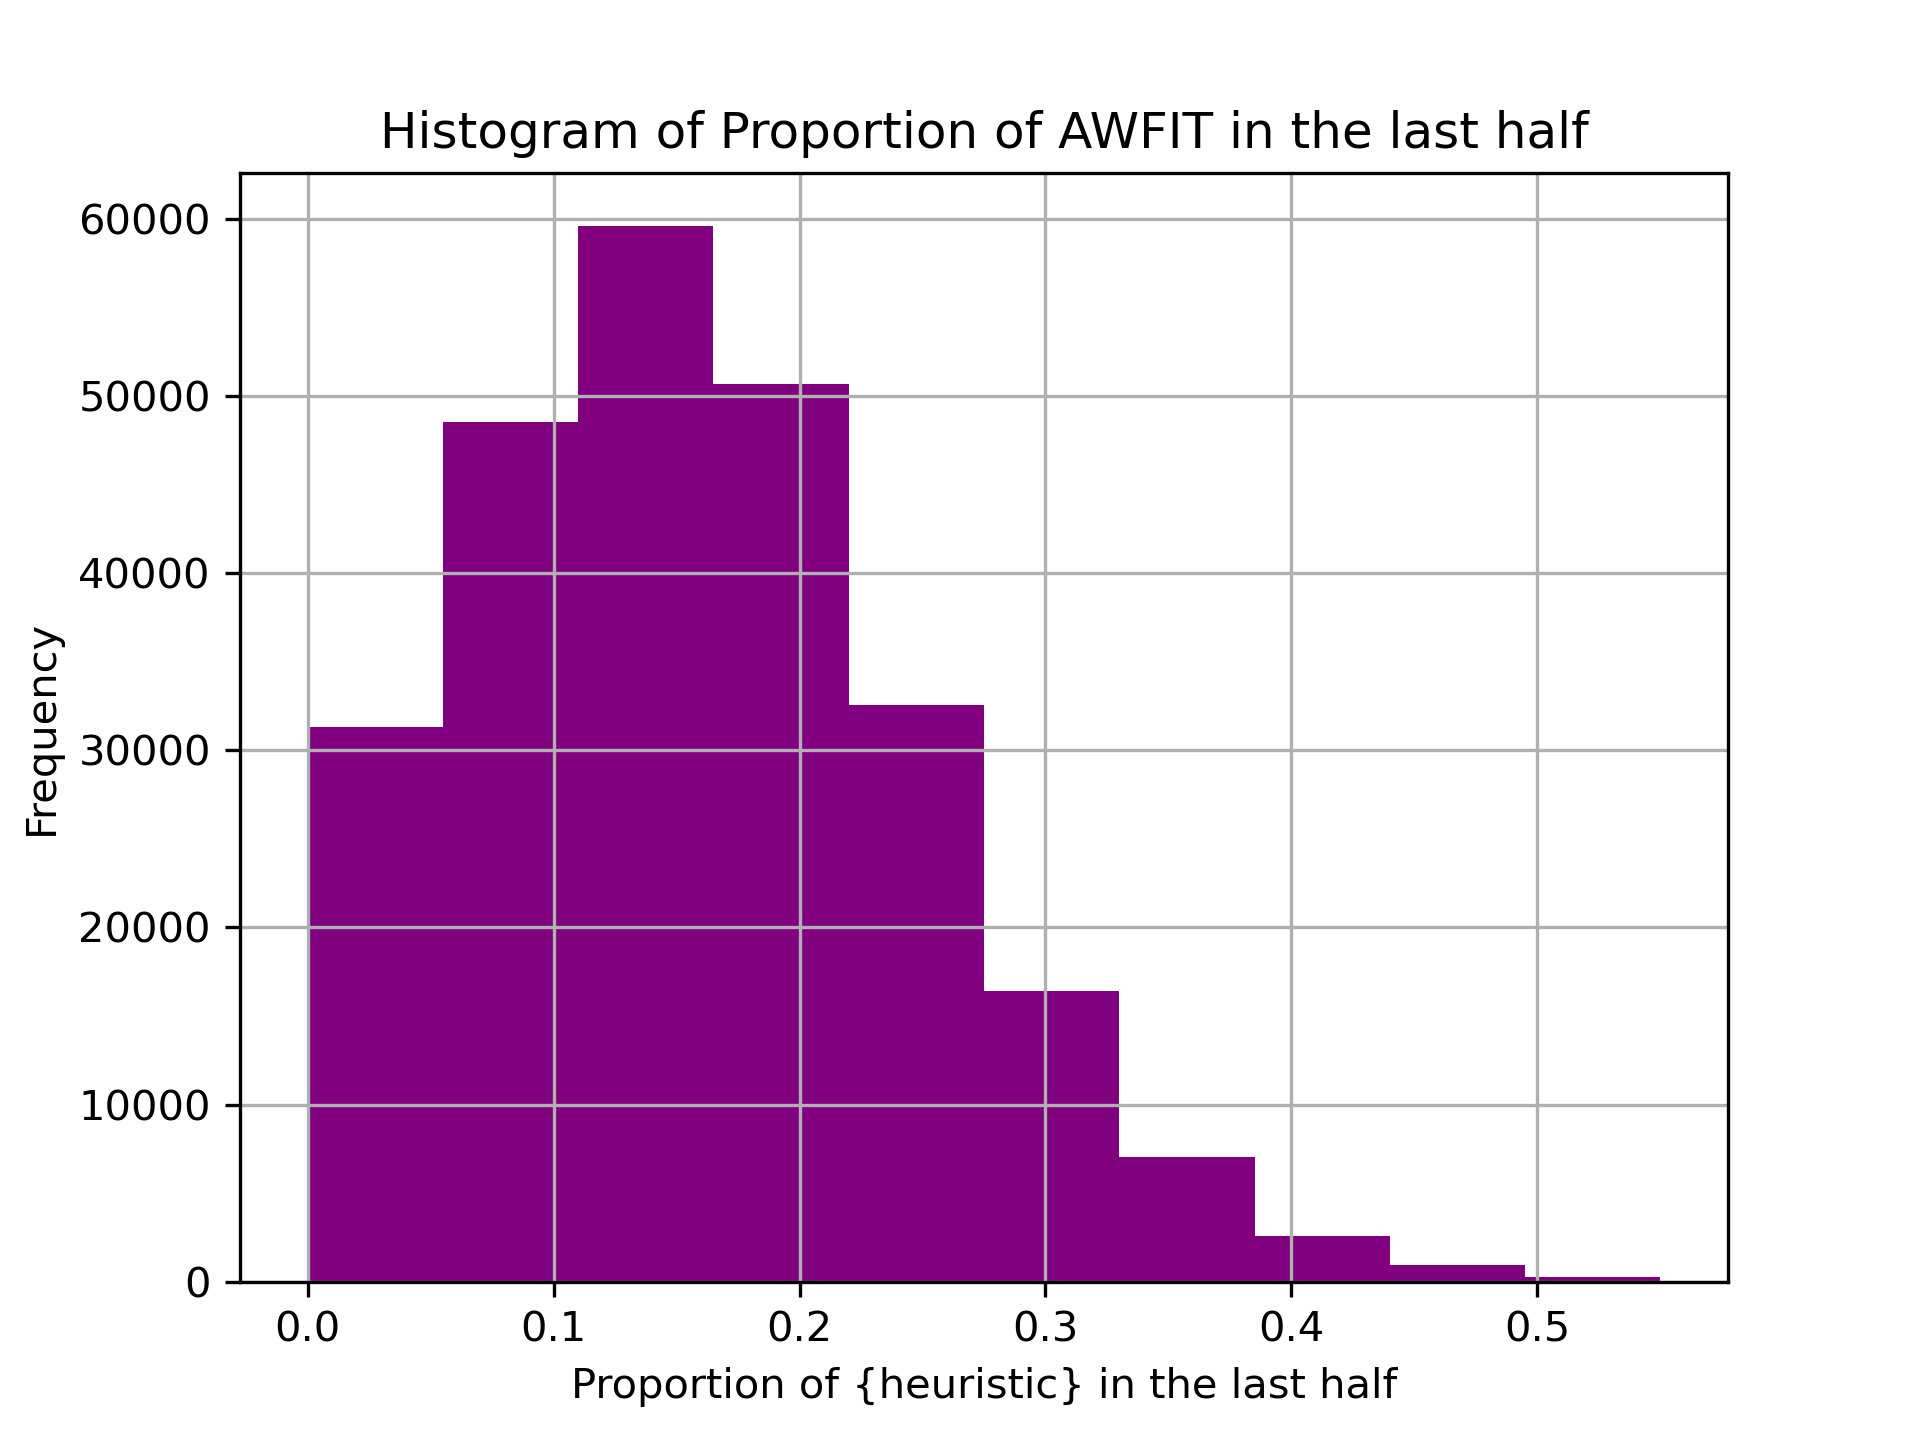 Histogram of Proportion of AWFIT in the last half
60000
50000
40000
30000
20000
10000
0
Frequency
0.0 0.1 0.2 0.3 0.4 0.5
Proportion of {heuristic} in the last half